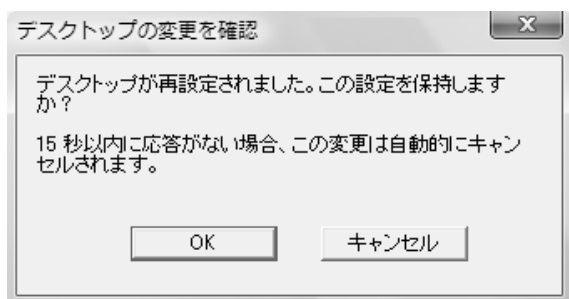 デスクトップの変更を確認
X
デスクトップが再設定されました。この設定を保持します
か？
15 秒以内に応答がない場合、この変更は自動的にキャン
セルされます。
OK
キャンセル